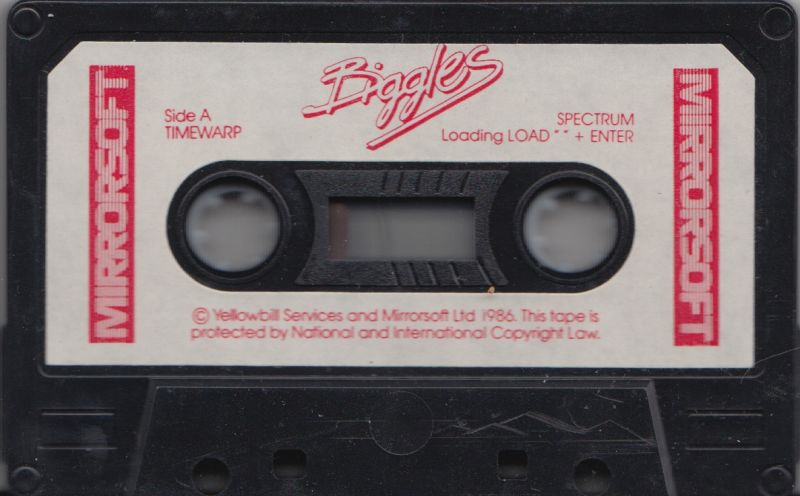 Biggles
Side A
TIMEWARP
SPECTRUM
Loading LOAD " " + ENTER
MIRRORSOFT
MIRRORSOFT
© Yellowbill Services and Mirrorsoft Ltd 1986. This tape is
protected by National and International Copyright Law.